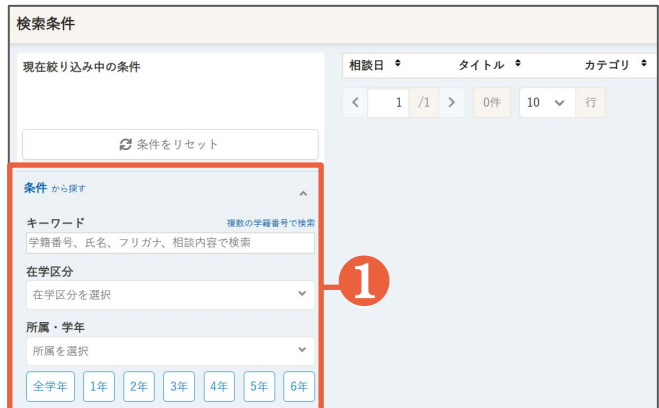 検索条件
現在絞り込み中の条件
条件をリセット
条件 から探す
キーワード 複数の学籍番号で検索
学籍番号、氏名、フリガナ、相談内容で検索
在学区分
在学区分を選択
所属・学年
所属を選択
全学年 1年 2年 3年 4年 5年 6年
相談日 タイトル カテゴリ
1 /1 0件 10 行
1